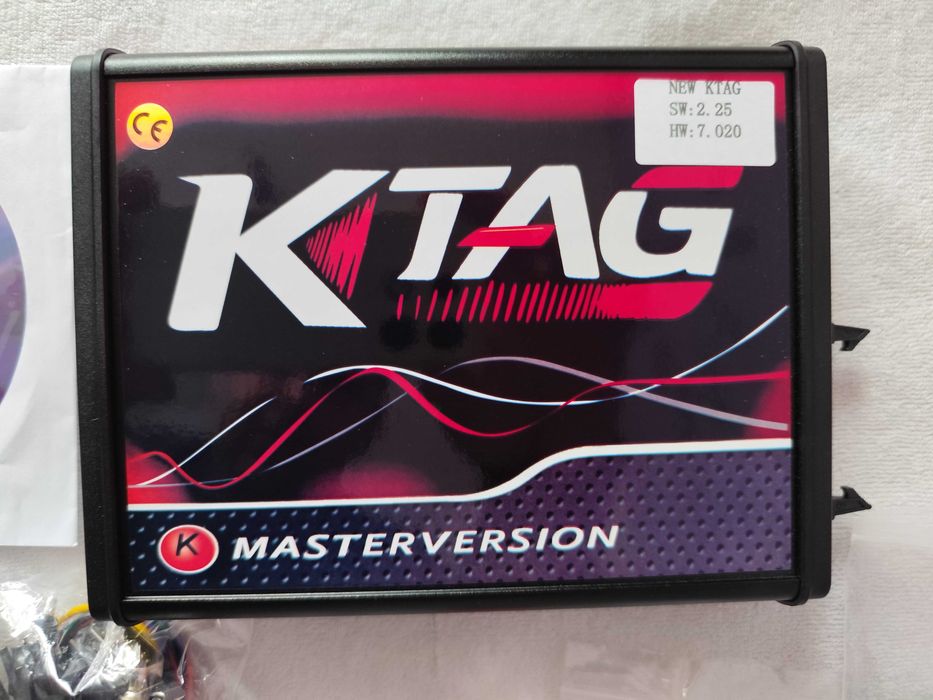 CE
NEW KTAG
SW:2.25
HW:7.020
KTAG
K MASTERVERSION